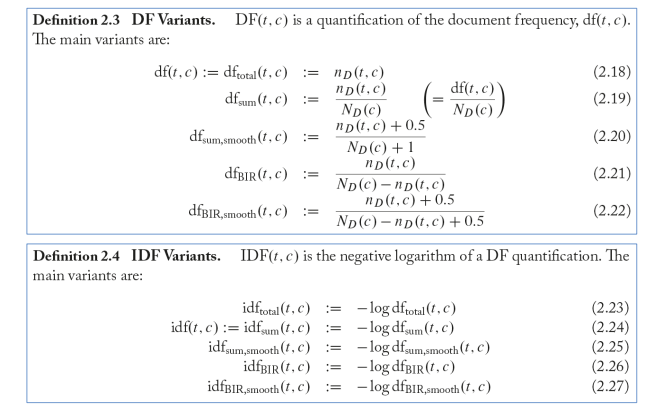 Definition 2.3 DF Variants. DF(t, c) is a quantification of the document frequency, df(t, c).
The main variants are:
df(t, c) := df_total(t, c) := n_D(t, c) (2.18)
df_sum(t, c) := n_D(t, c) / N_D(c) (= df(t, c) / N_D(c)) (2.19)
df_sum,smooth(t, c) := (n_D(t, c) + 0.5) / (N_D(c) + 1) (2.20)
df_BIR(t, c) := n_D(t, c) / (N_D(c) − n_D(t, c)) (2.21)
df_BIR,smooth(t, c) := (n_D(t, c) + 0.5) / (N_D(c) − n_D(t, c) + 0.5) (2.22)
Definition 2.4 IDF Variants. IDF(t, c) is the negative logarithm of a DF quantification. The
main variants are:
idf_total(t, c) := − log df_total(t, c) (2.23)
idf(t, c) := idf_sum(t, c) := − log df_sum(t, c) (2.24)
idf_sum,smooth(t, c) := − log df_sum,smooth(t, c) (2.25)
idf_BIR(t, c) := − log df_BIR(t, c) (2.26)
idf_BIR,smooth(t, c) := − log df_BIR,smooth(t, c) (2.27)